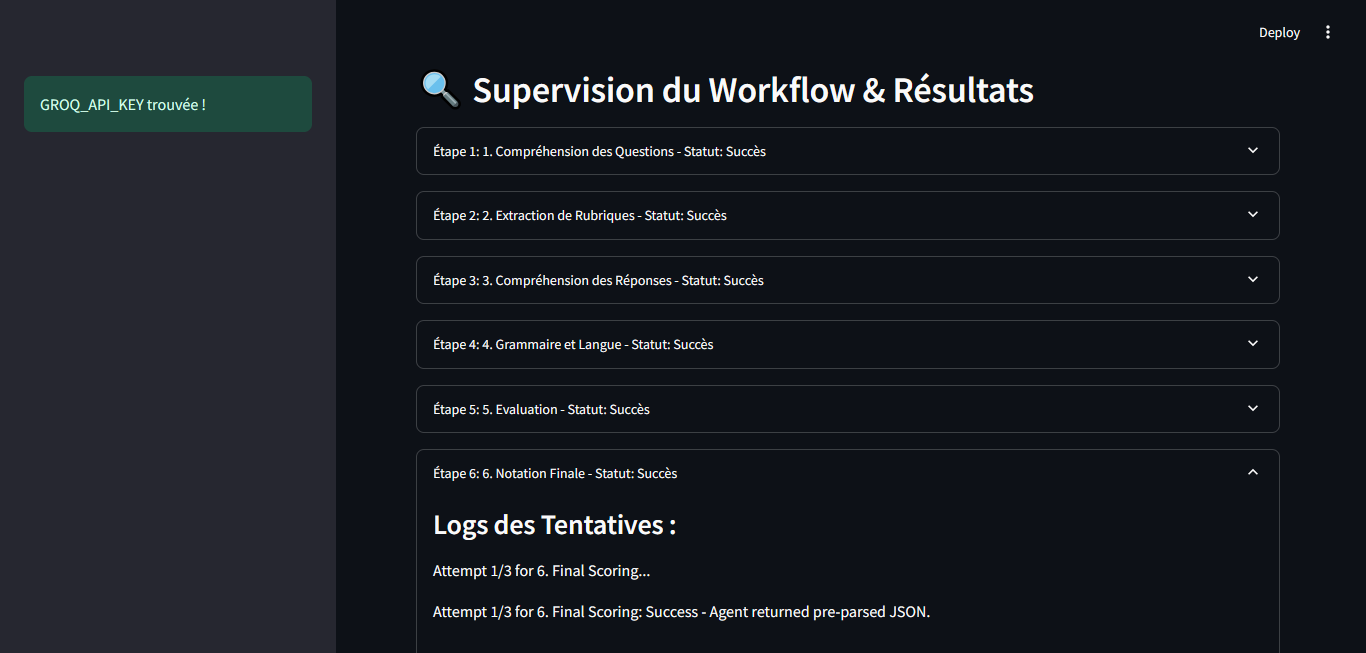 Deploy
GROQ_API_KEY trouvée !
Supervision du Workflow & Résultats
Étape 1: 1. Compréhension des Questions - Statut: Succès
Étape 2: 2. Extraction de Rubriques - Statut: Succès
Étape 3: 3. Compréhension des Réponses - Statut: Succès
Étape 4: 4. Grammaire et Langue - Statut: Succès
Étape 5: 5. Evaluation - Statut: Succès
Étape 6: 6. Notation Finale - Statut: Succès
Logs des Tentatives :
Attempt 1/3 for 6. Final Scoring...
Attempt 1/3 for 6. Final Scoring: Success - Agent returned pre-parsed JSON.